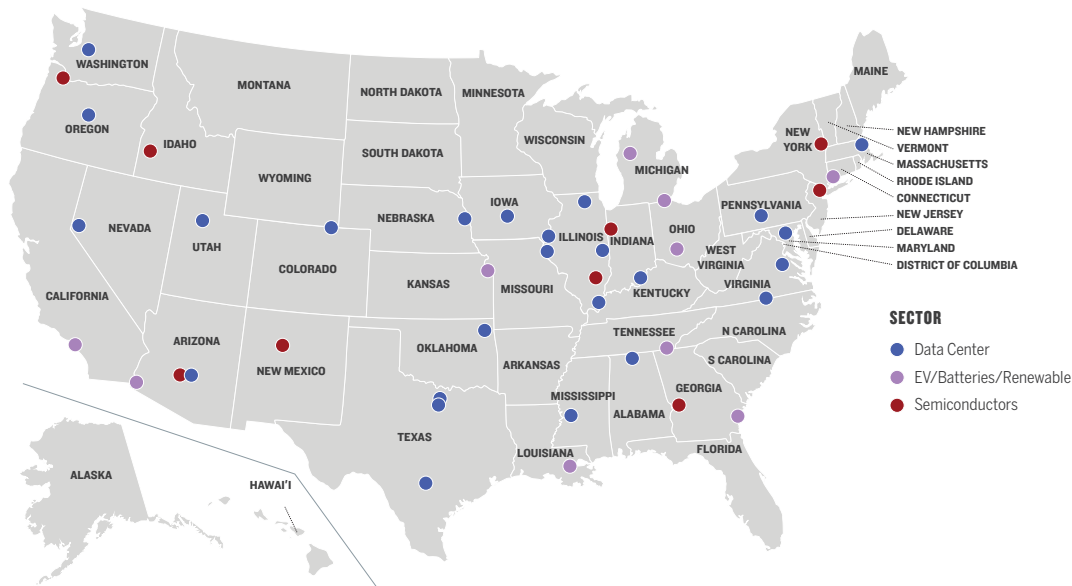 WASHINGTON
MONTANA
NORTH DAKOTA
MINNESOTA
MAINE
OREGON
IDAHO
WISCONSIN
NEW
YORK
NEW HAMPSHIRE
VERMONT
SOUTH DAKOTA
MICHIGAN
MASSACHUSETTS
WYOMING
RHODE ISLAND
CONNECTICUT
IOWA
PENNSYLVANIA
NEW JERSEY
NEBRASKA
NEVADA
OHIO
DELAWARE
UTAH
ILLINOIS
INDIANA
WEST
VIRGINIA
MARYLAND
COLORADO
DISTRICT OF COLUMBIA
KANSAS
MISSOURI
KENTUCKY
VIRGINIA
CALIFORNIA
SECTOR
TENNESSEE
N CAROLINA
ARIZONA
OKLAHOMA
Data Center
S CAROLINA
ARKANSAS
NEW MEXICO
EV/Batteries/Renewable
GEORGIA
MISSISSIPPI
Semiconductors
ALABAMA
TEXAS
LOUISIANA
FLORIDA
ALASKA
HAWAI'I